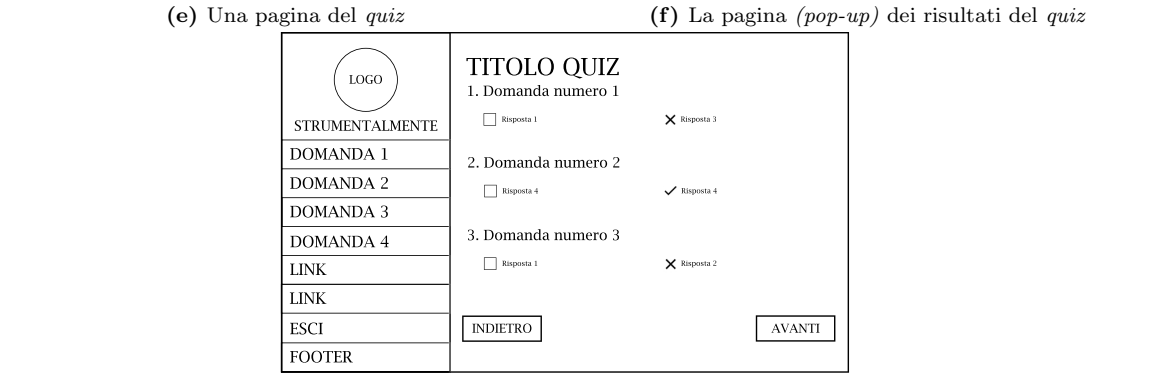 (e) Una pagina del quiz
(f) La pagina (pop-up) dei risultati del quiz
LOGO
STRUMENTALMENTE
DOMANDA 1
DOMANDA 2
DOMANDA 3
DOMANDA 4
LINK
LINK
ESCI
FOOTER
TITOLO QUIZ
1. Domanda numero 1
Risposta 1 Risposta 3
2. Domanda numero 2
Risposta 4 Risposta 4
3. Domanda numero 3
Risposta 1 Risposta 2
INDIETRO AVANTI